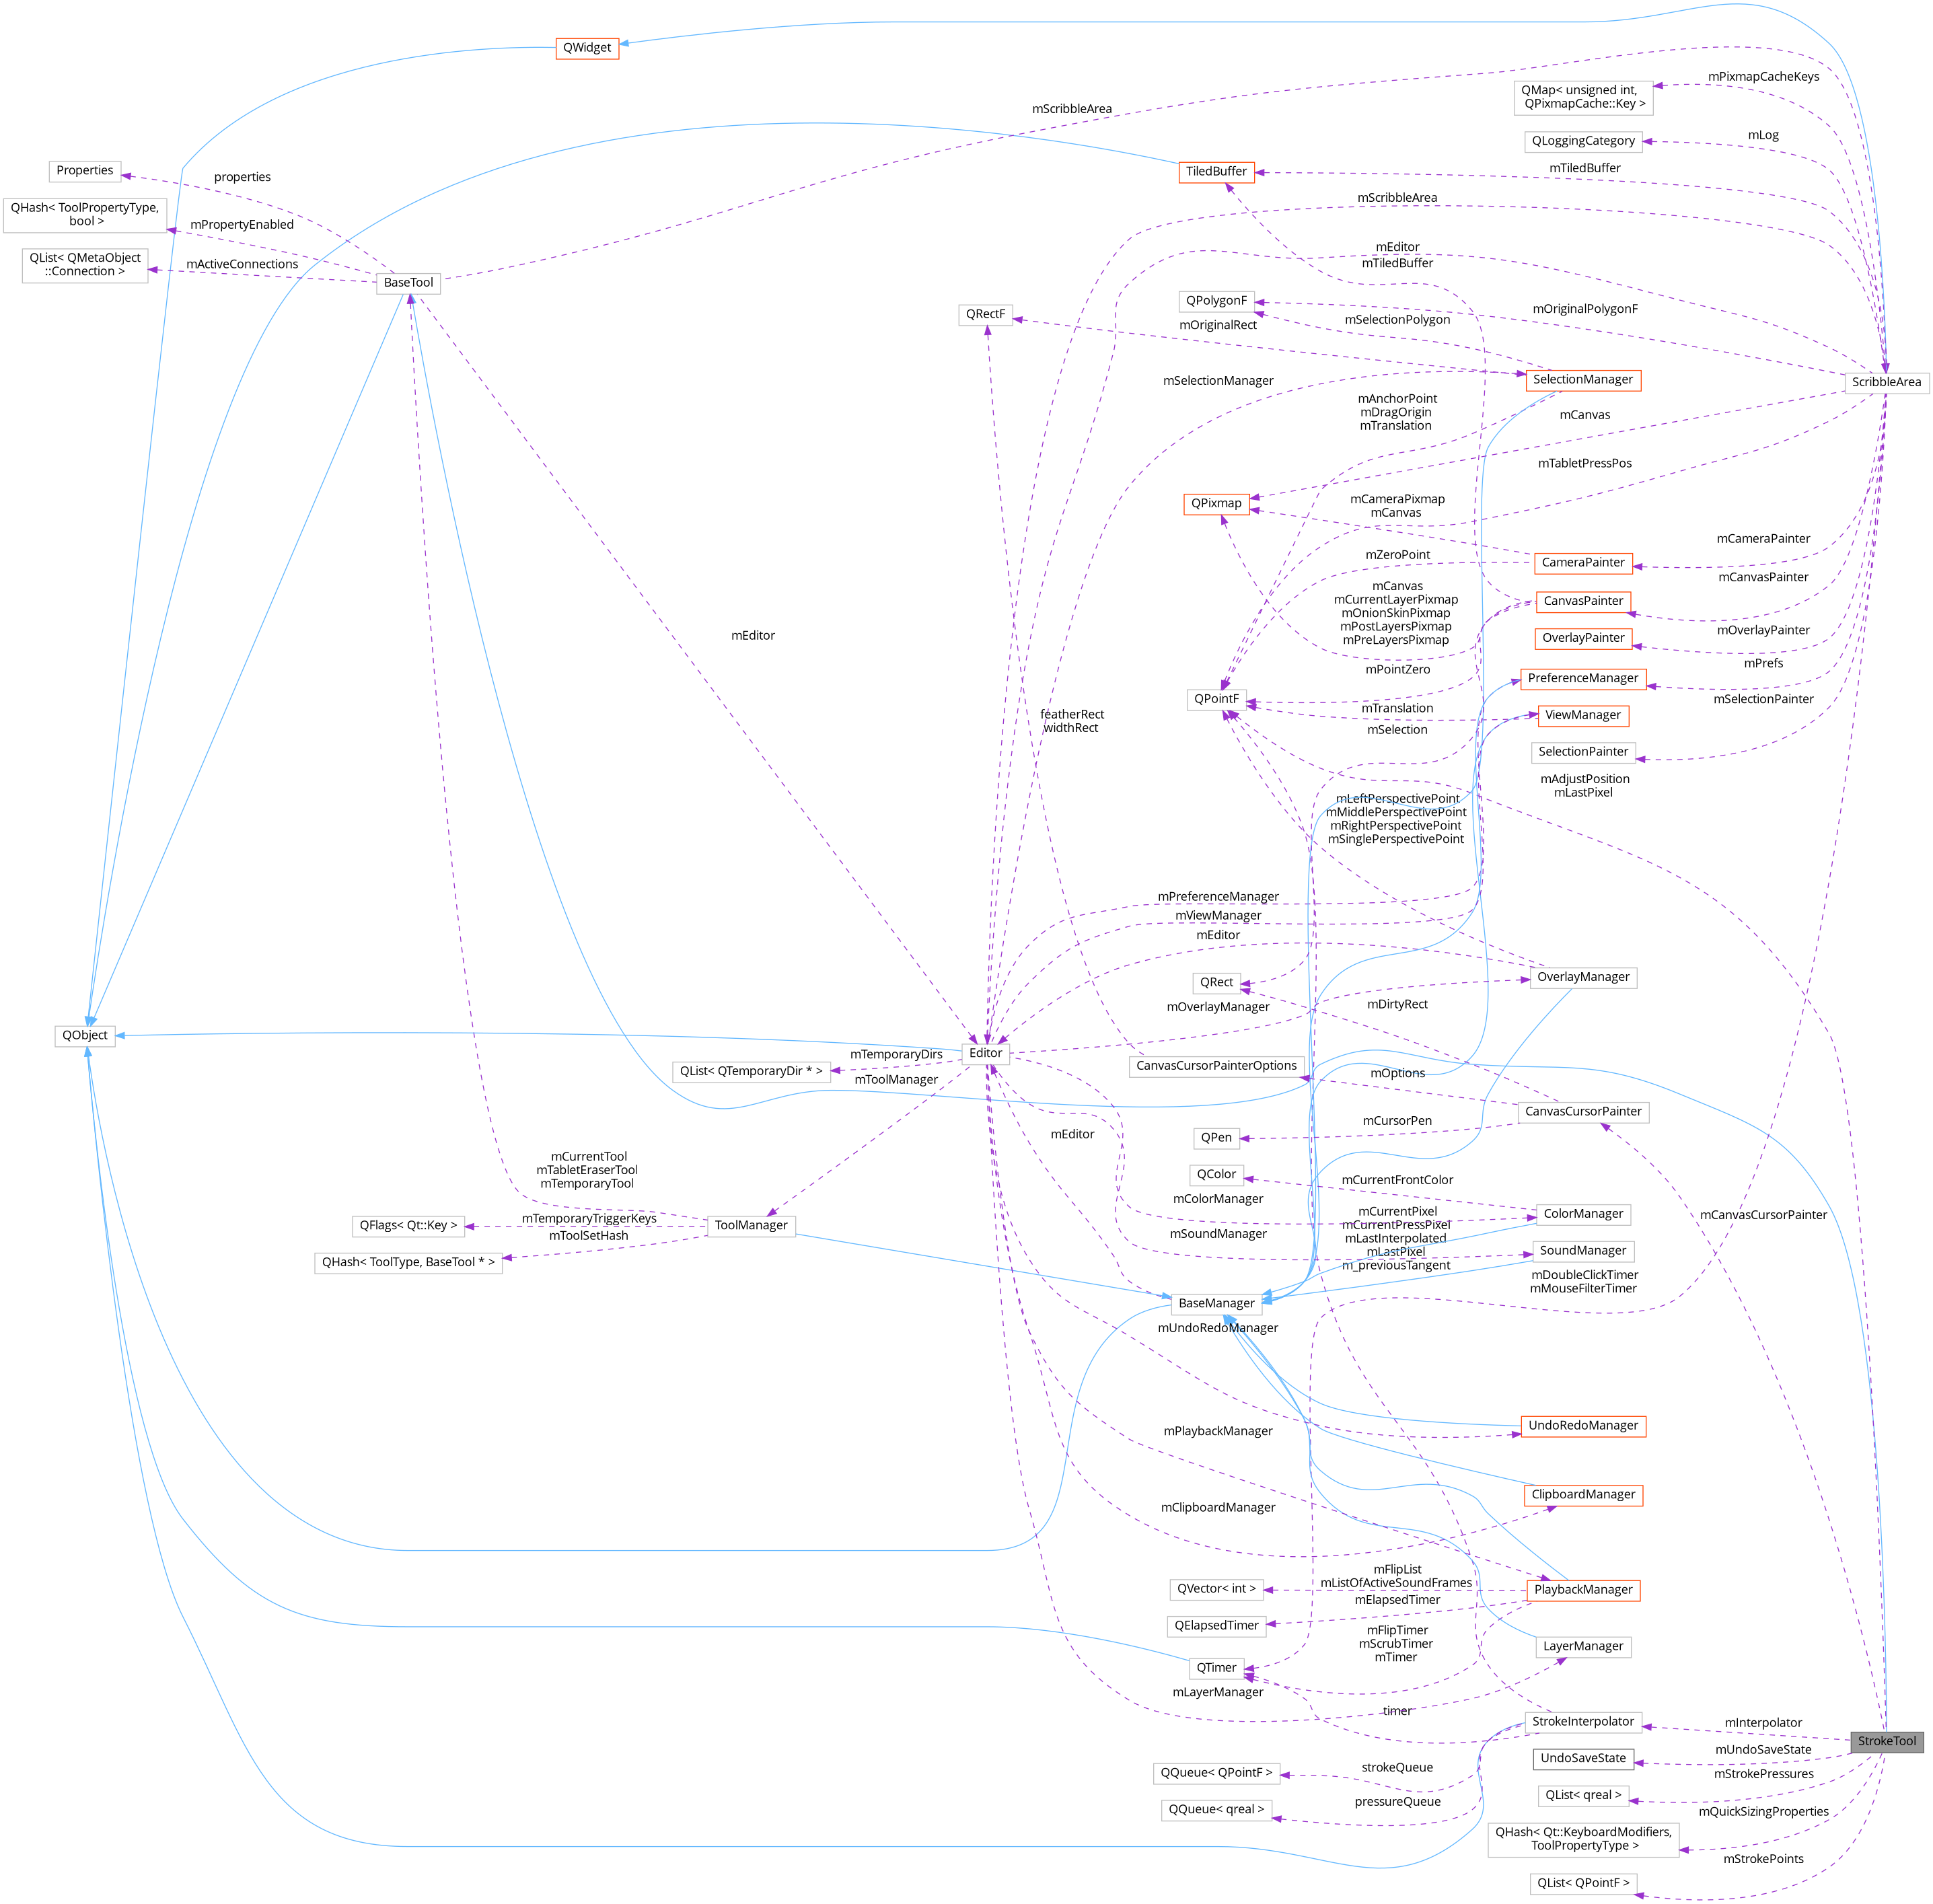 QWidget
mPixmapCacheKeys
QMap< unsigned int,
QPixmapCache::Key >
mScribbleArea
mLog
QLoggingCategory
Properties
properties
TiledBuffer
mTiledBuffer
QHash< ToolPropertyType,
bool >
mPropertyEnabled
mScribbleArea
QList< QMetaObject
::Connection >
mActiveConnections
mEditor
mTiledBuffer
BaseTool
QRectF
mOriginalRect
QPolygonF
mSelectionPolygon
mOriginalPolygonF
mSelectionManager
SelectionManager
ScribbleArea
mAnchorPoint
mDragOrigin
mTranslation
mCanvas
mTabletPressPos
QPixmap
mCameraPixmap
mCanvas
mCameraPainter
mZeroPoint
CameraPainter
mCanvas
mCurrentLayerPixmap
mOnionSkinPixmap
mPostLayersPixmap
mPreLayersPixmap
CanvasPainter
mCanvasPainter
mEditor
OverlayPainter
mOverlayPainter
mPointZero
PreferenceManager
mPrefs
QPointF
mTranslation
mSelection
ViewManager
mSelectionPainter
featherRect
widthRect
SelectionPainter
mAdjustPosition
mLastPixel
mLeftPerspectivePoint
mMiddlePerspectivePoint
mRightPerspectivePoint
mSinglePerspectivePoint
mPreferenceManager
mViewManager
mEditor
QRect
OverlayManager
mOverlayManager
mDirtyRect
QObject
Editor
mTemporaryDirs
QList< QTemporaryDir * >
mToolManager
CanvasCursorPainterOptions
mOptions
CanvasCursorPainter
QPen
mCursorPen
mEditor
mCurrentTool
mTabletEraserTool
mTemporaryTool
QColor
mCurrentFrontColor
mColorManager
ColorManager
mCanvasCursorPainter
QFlags< Qt::Key >
mTemporaryTriggerKeys
mToolSetHash
ToolManager
mSoundManager
mCurrentPixel
mCurrentPressPixel
mLastInterpolated
mLastPixel
m_previousTangent
SoundManager
QHash< ToolType, BaseTool * >
mDoubleClickTimer
mMouseFilterTimer
BaseManager
mUndoRedoManager
UndoRedoManager
mPlaybackManager
ClipboardManager
mClipboardManager
QVector< int >
mFlipList
mListOfActiveSoundFrames
mElapsedTimer
PlaybackManager
QElapsedTimer
mFlipTimer
mScrubTimer
mTimer
LayerManager
QTimer
mLayerManager
timer
StrokeInterpolator
mInterpolator
StrokeTool
UndoSaveState
mUndoSaveState
QQueue< QPointF >
strokeQueue
mStrokePressures
QList< qreal >
QQueue< qreal >
pressureQueue
mQuickSizingProperties
QHash< Qt::KeyboardModifiers,
ToolPropertyType >
mStrokePoints
QList< QPointF >